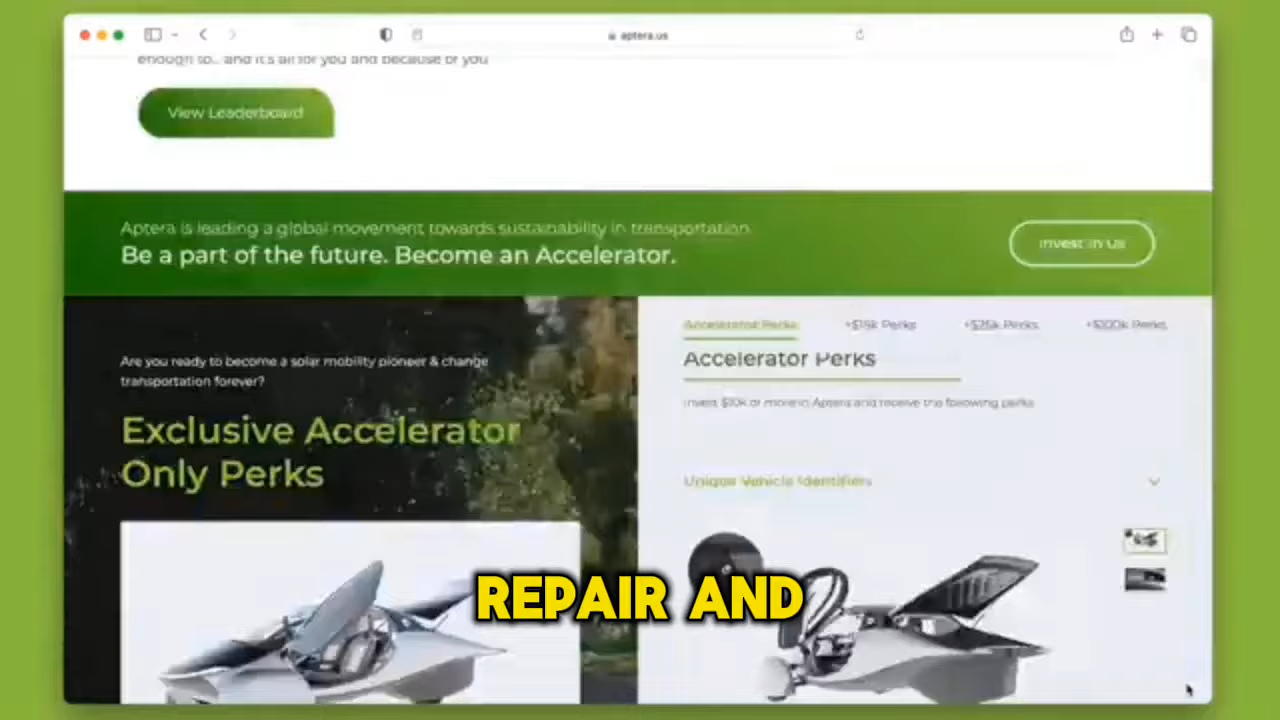 aptera.us
enough to... and it's all for you and because of you
View Leaderboard
Aptera is leading a global movement towards sustainability in transportation.
Be a part of the future. Become an Accelerator.
Invest in Us
Are you ready to become a solar mobility pioneer & change
transportation forever?
Exclusive Accelerator
Only Perks
Accelerator Perks
+$15k Perks
+$25k Perks
+$100k Perks
Accelerator Perks
Invest $10k or more in Aptera and receive the following perks
Unique Vehicle Identifiers
REPAIR AND